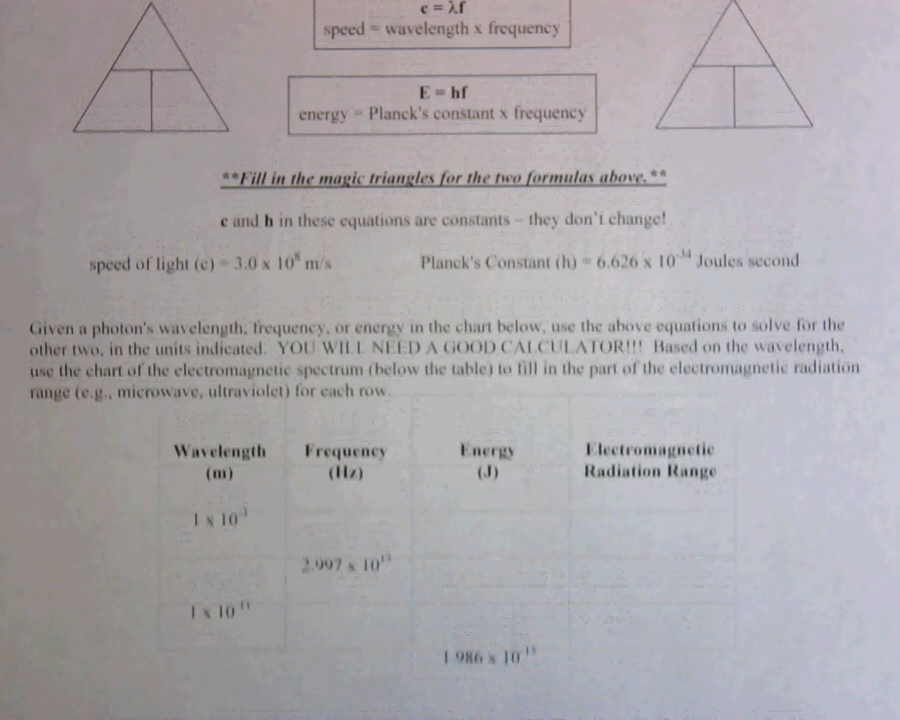 c = λf
speed = wavelength x frequency
E = hf
energy = Planck's constant x frequency
**Fill in the magic triangles for the two formulas above.**
c and h in these equations are constants – they don't change!
speed of light (c) = 3.0 x 10⁸ m/s Planck's Constant (h) = 6.626 x 10⁻³⁴ Joules second
Given a photon's wavelength, frequency, or energy in the chart below, use the above equations to solve for the
other two, in the units indicated. YOU WILL NEED A GOOD CALCULATOR!!! Based on the wavelength,
use the chart of the electromagnetic spectrum (below the table) to fill in the part of the electromagnetic radiation
range (e.g., microwave, ultraviolet) for each row.
Wavelength Frequency Energy Electromagnetic
(m) (Hz) (J) Radiation Range
1 x
2.997 x
1 x
1.986 x